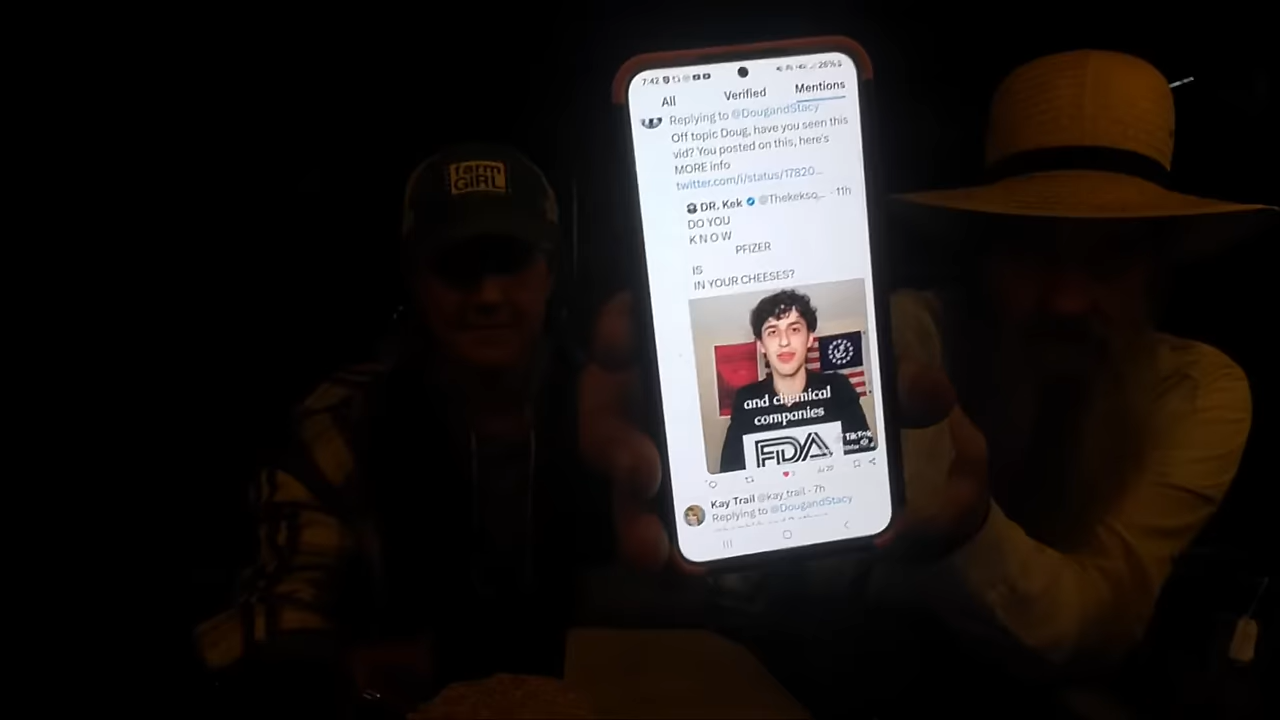 farm
GIRL
7:42
26%
All Verified Mentions
Replying to @DougandStacy
Off topic Doug, have you seen this
vid? You posted on this, here's
MORE info
twitter.com/i/status/17820...
DR. Kek @Thekekso... · 11h
DO YOU
K N O W
PFIZER
IS
IN YOUR CHEESES?
and chemical
companies
FDA
TikTok
Kay Trail @kay_trail · 7h
Replying to @DougandStacy